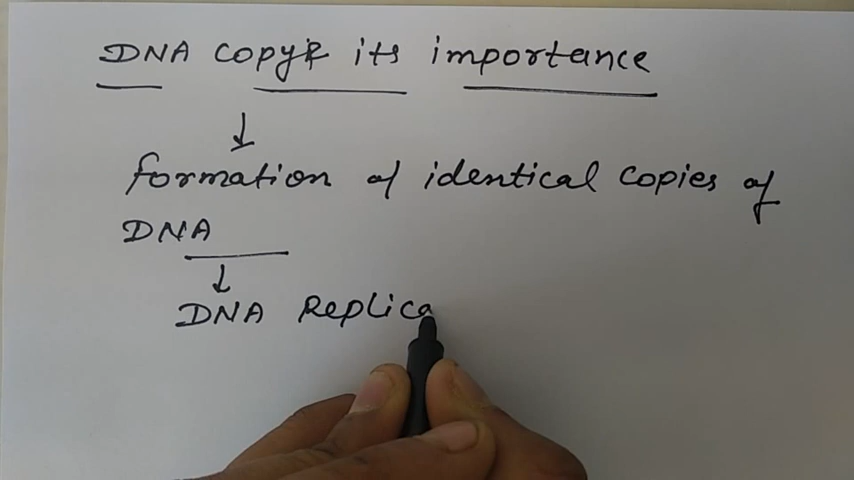 DNA copy & its importance
↓
formation of identical copies of
DNA
↓
DNA Replica